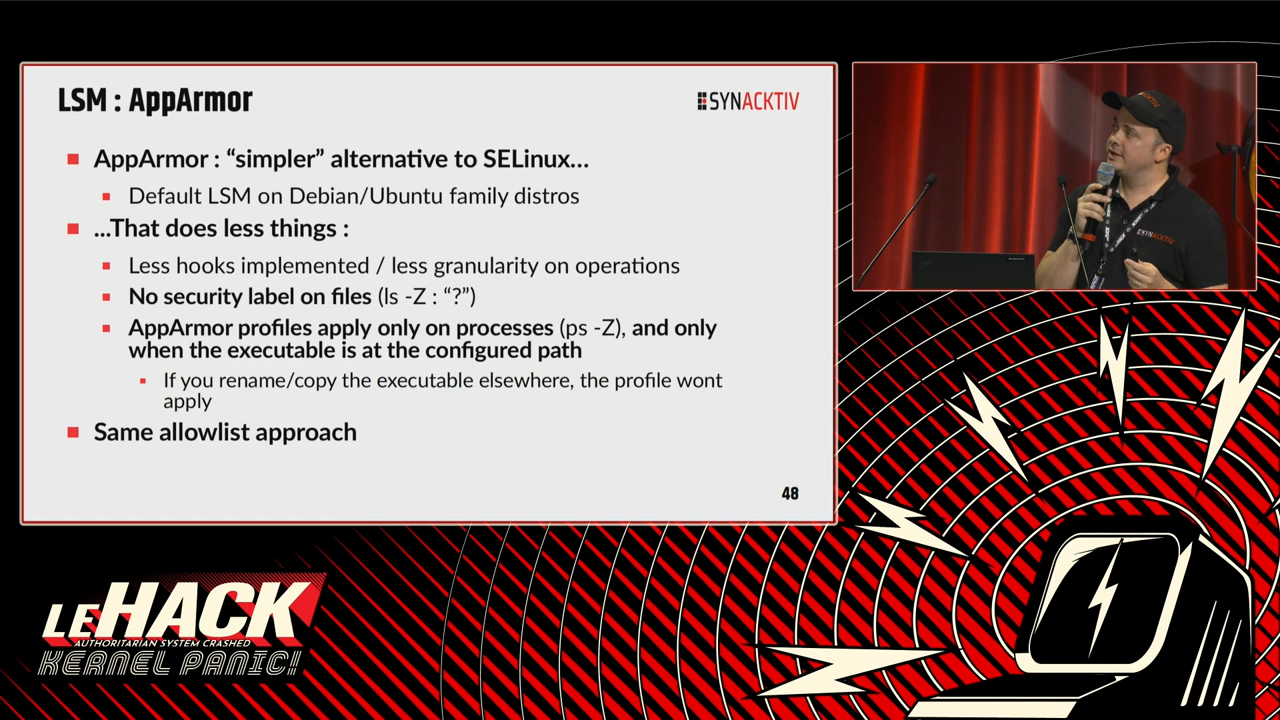 LSM : AppArmor
SYNACKTIV
AppArmor : “simpler” alternative to SELinux...
Default LSM on Debian/Ubuntu family distros
...That does less things :
Less hooks implemented / less granularity on operations
No security label on files (ls -Z : “?”)
AppArmor profiles apply only on processes (ps -Z), and only
when the executable is at the configured path
If you rename/copy the executable elsewhere, the profile wont
apply
Same allowlist approach
48
SYNACKTIV
LEHACK
AUTHORITARIAN SYSTEM CRASHED
KERNEL PANIC!